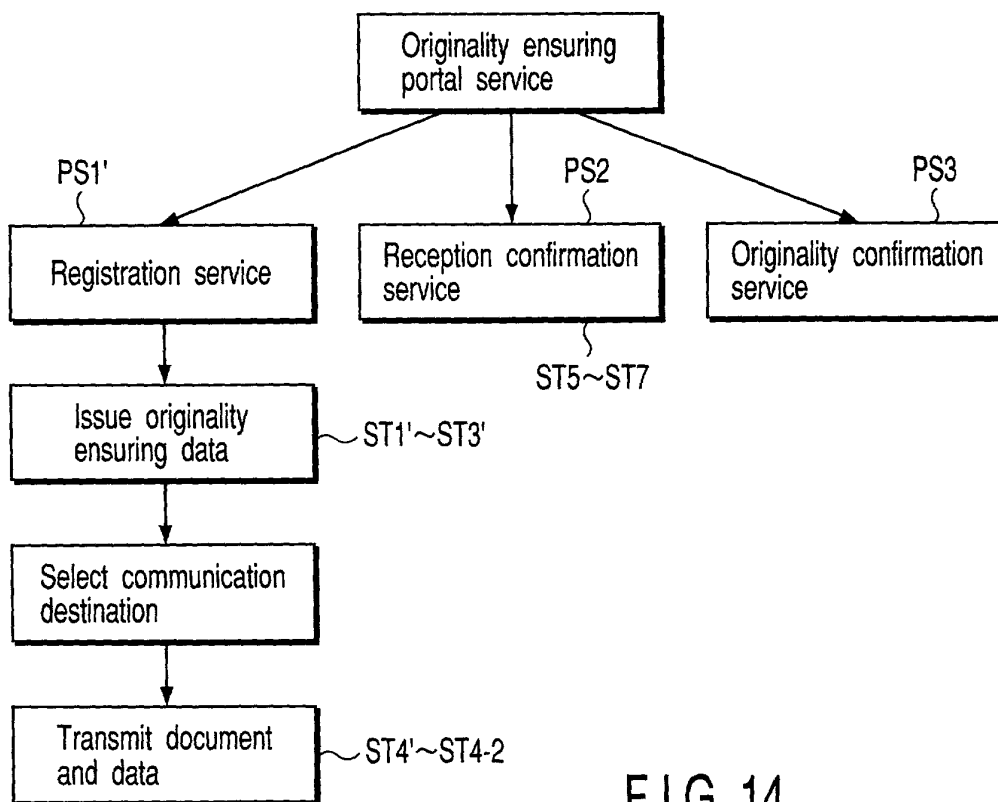 Originality ensuring
portal service
PS1'
PS2
PS3
Registration service
Reception confirmation
service
Originality confirmation
service
ST5~ST7
Issue originality
ensuring data
ST1'~ST3'
Select communication
destination
Transmit document
and data
ST4'~ST4-2
FIG. 14